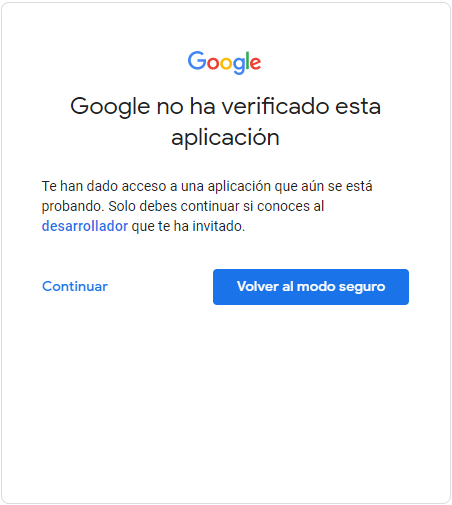 Google
Google no ha verificado esta
aplicación
Te han dado acceso a una aplicación que aún se está
probando. Solo debes continuar si conoces al
desarrollador que te ha invitado.
Continuar
Volver al modo seguro